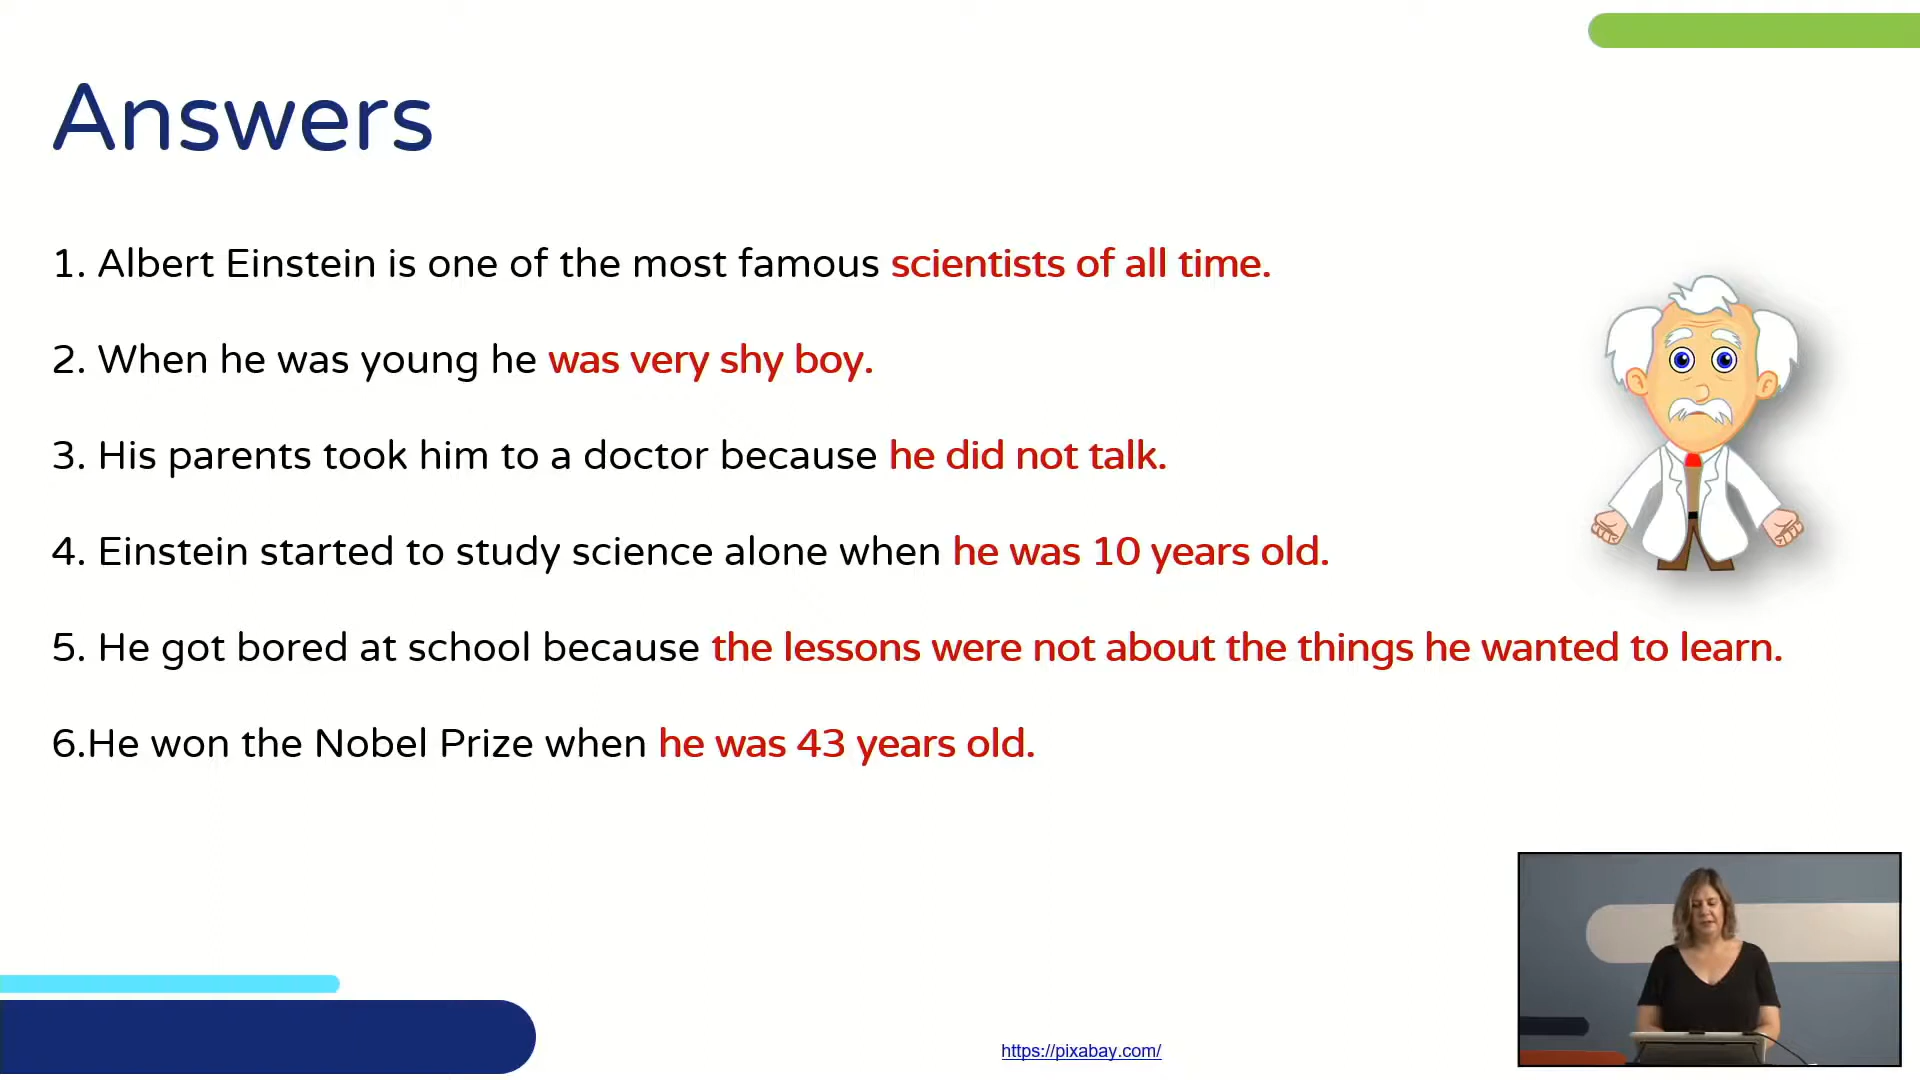 Answers
1. Albert Einstein is one of the most famous scientists of all time.
2. When he was young he was very shy boy.
3. His parents took him to a doctor because he did not talk.
4. Einstein started to study science alone when he was 10 years old.
5. He got bored at school because the lessons were not about the things he wanted to learn.
6.He won the Nobel Prize when he was 43 years old.
https://pixabay.com/